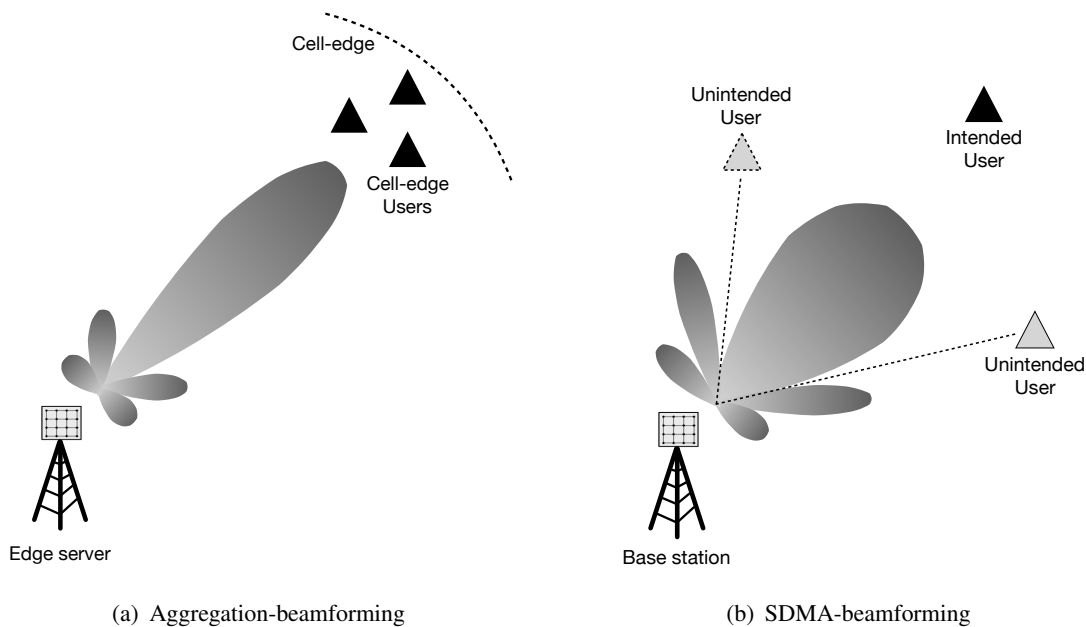 Cell-edge
Cell-edge
Users
Edge server
(a) Aggregation-beamforming
Unintended
User
Intended
User
Unintended
User
Base station
(b) SDMA-beamforming